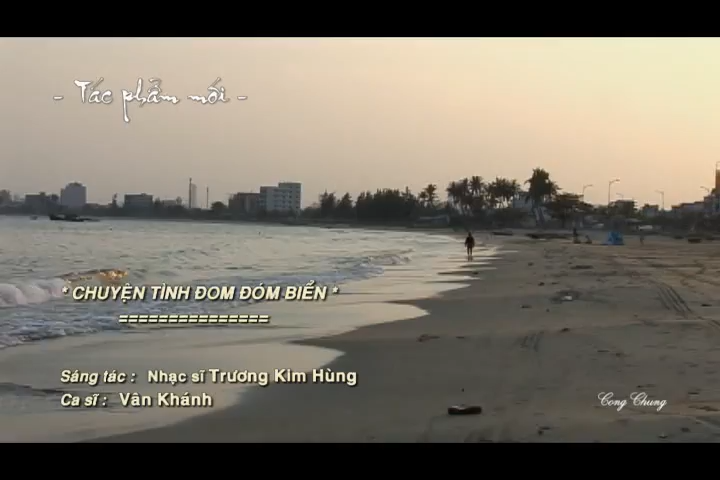 - Tác phẩm mới -
* CHUYỆN TÌNH ĐOM ĐÓM BIỂN *
===============
Sáng tác : Nhạc sĩ Trương Kim Hùng
Ca sĩ : Vân Khánh
Cong Chung